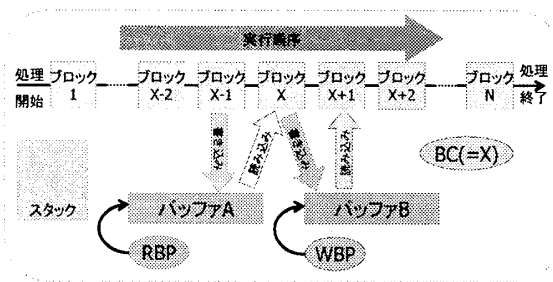 実行順序
処理 ブロック ブロック ブロック ブロック ブロック ブロック ブロック 処理
開始 1 X-2 X-1 X X+1 X+2 N 終了
書き込み
読み込み
書き込み
読み込み
BC(=X)
スタック
バッファA
バッファB
RBP
WBP